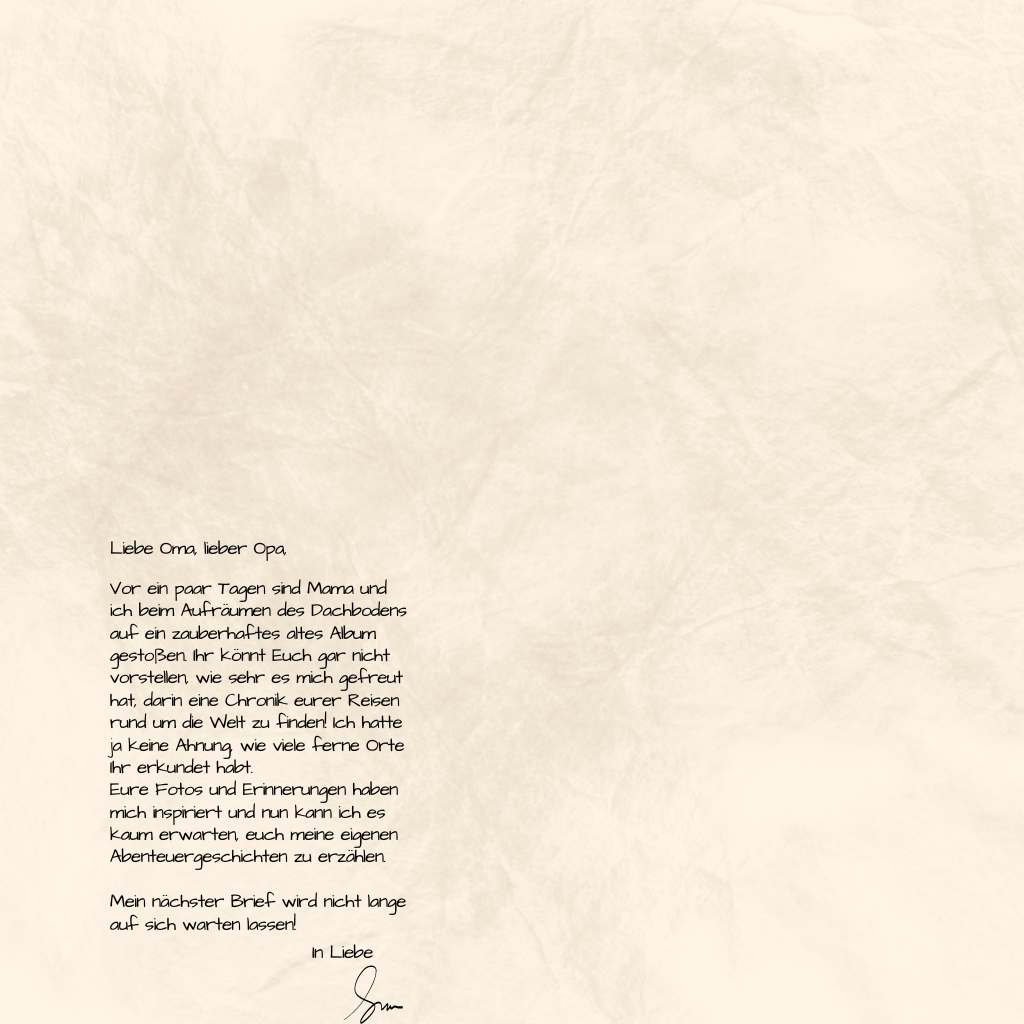 Liebe Oma, lieber Opa,
Vor ein paar Tagen sind Mama und
ich beim Aufräumen des Dachbodens
auf ein zauberhaftes altes Album
gestoßen. Ihr könnt Euch gar nicht
vorstellen, wie sehr es mich gefreut
hat, darin eine Chronik eurer Reisen
rund um die Welt zu finden! Ich hatte
ja keine Ahnung, wie viele ferne Orte
Ihr erkundet habt.
Eure Fotos und Erinnerungen haben
mich inspiriert und nun kann ich es
kaum erwarten, euch meine eigenen
Abenteuergeschichten zu erzählen.
Mein nächster Brief wird nicht lange
auf sich warten lassen!
In Liebe